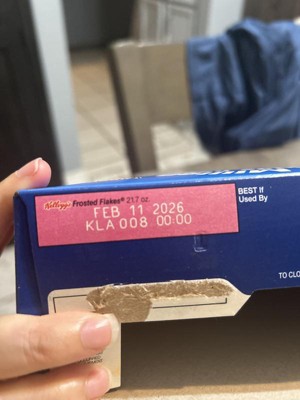 Kellogg's Frosted Flakes® 21.7 oz.
FEB 11 2026
KLA 008 00:00
BEST If
Used By
TO CLO